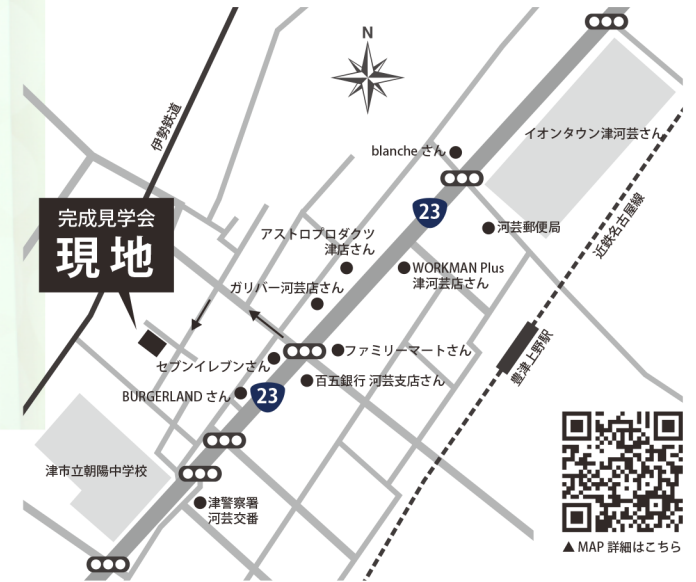 N
伊勢鉄道
イオンタウン津河芸さん
blanche さん
23
河芸郵便局
近鉄名古屋線
完成見学会
現地
アストロプロダクツ
津店さん
WORKMAN Plus
津河芸店さん
ガリバー河芸店さん
ファミリーマートさん
セブンイレブンさん
豊津上野駅
百五銀行 河芸支店さん
BURGERLAND さん
23
津市立朝陽中学校
津警察署
河芸交番
▲ MAP 詳細はこちら